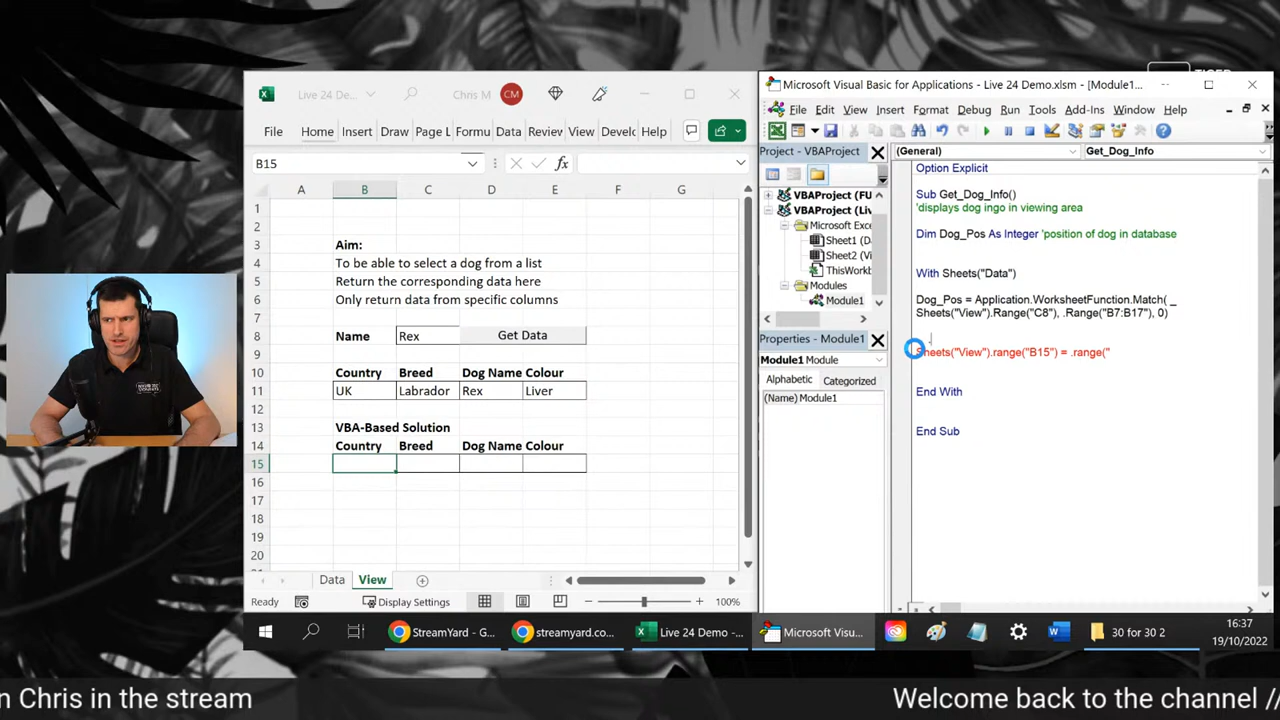 TIGER
Live 24 De...
Chris M
CM
File Home Insert Draw Page L Formu Data Review View Develc Help
B15
fx
A B C D E F G
1
2
3 Aim:
4 To be able to select a dog from a list
5 Return the corresponding data here
6 Only return data from specific columns
7
8 Name Rex Get Data
9
10 Country Breed Dog Name Colour
11 UK Labrador Rex Liver
12
13 VBA-Based Solution
14 Country Breed Dog Name Colour
15
16
17
18
19
20
Data View
Ready Display Settings 100%
Microsoft Visual Basic for Applications - Live 24 Demo.xlsm - [Module1...
File Edit View Insert Format Debug Run Tools Add-Ins Window Help
Project - VBAProject
VBAProject (FU
VBAProject (Liv
Microsoft Exce
Sheet1 (Da
Sheet2 (Vi
ThisWorkb
Modules
Module1
Properties - Module1
Module1 Module
Alphabetic Categorized
(Name) Module1
(General) Get_Dog_Info
Option Explicit
Sub Get_Dog_Info()
'displays dog ingo in viewing area
Dim Dog_Pos As Integer 'position of dog in database
With Sheets("Data")
Dog_Pos = Application.WorksheetFunction.Match( _
Sheets("View").Range("C8"), .Range("B7:B17"), 0)
.
Sheets("View").range("B15") = .range("
End With
End Sub
StreamYard - G... streamyard.co... Live 24 Demo -... Microsoft Visu... 30 for 30 2
16:37
19/10/2022
n Chris in the stream Welcome back to the channel //